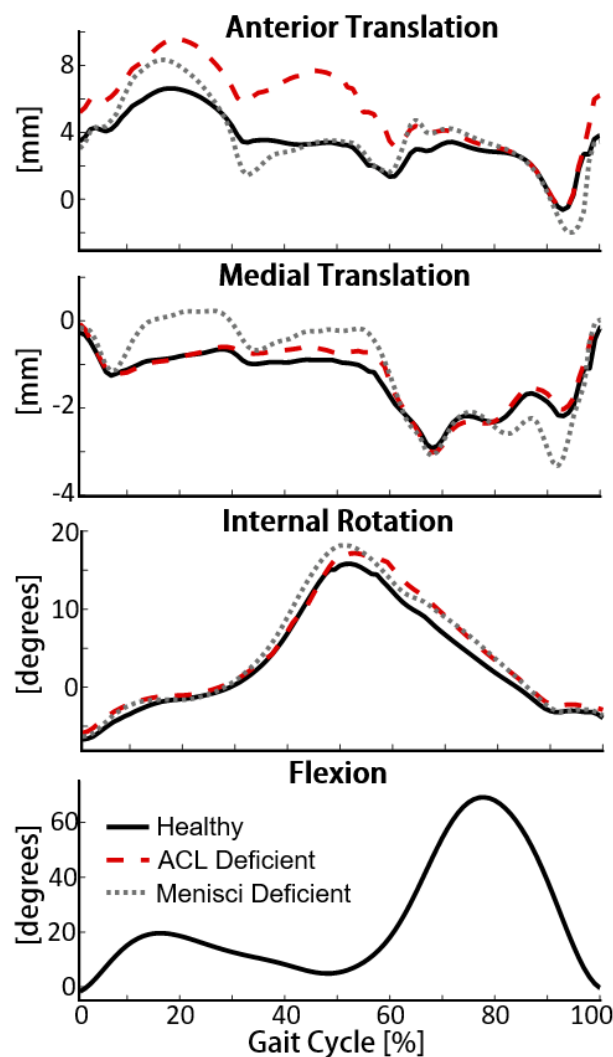 Anterior Translation
8
4
0
[mm]
Medial Translation
0
-2
-4
[mm]
Internal Rotation
20
10
0
[degrees]
Flexion
60
40
20
0
[degrees]
Healthy
ACL Deficient
Menisci Deficient
0 20 40 60 80 100
Gait Cycle [%]